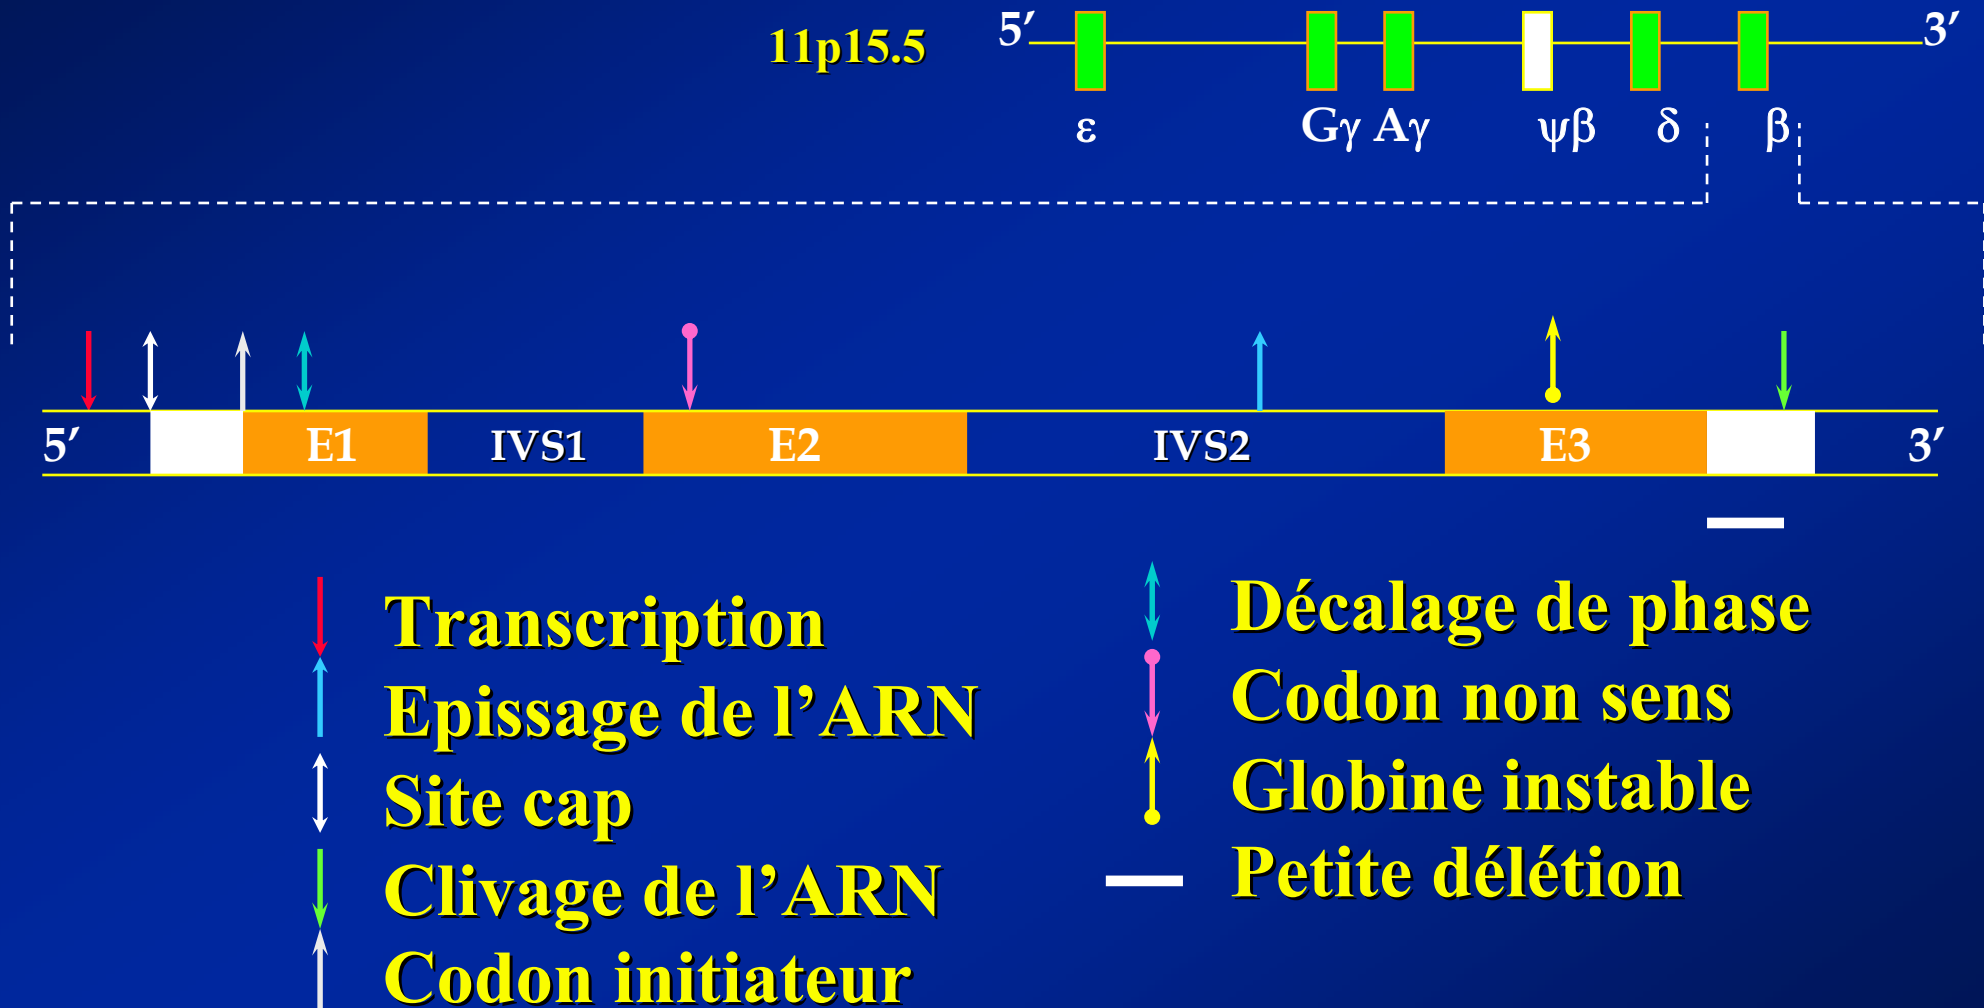 11p15.5 5′ 3′
ε Gγ Aγ ψβ δ β
5′ E1 IVS1 E2 IVS2 E3 3′
Transcription
Epissage de l’ARN
Site cap
Clivage de l’ARN
Codon initiateur
Décalage de phase
Codon non sens
Globine instable
Petite délétion